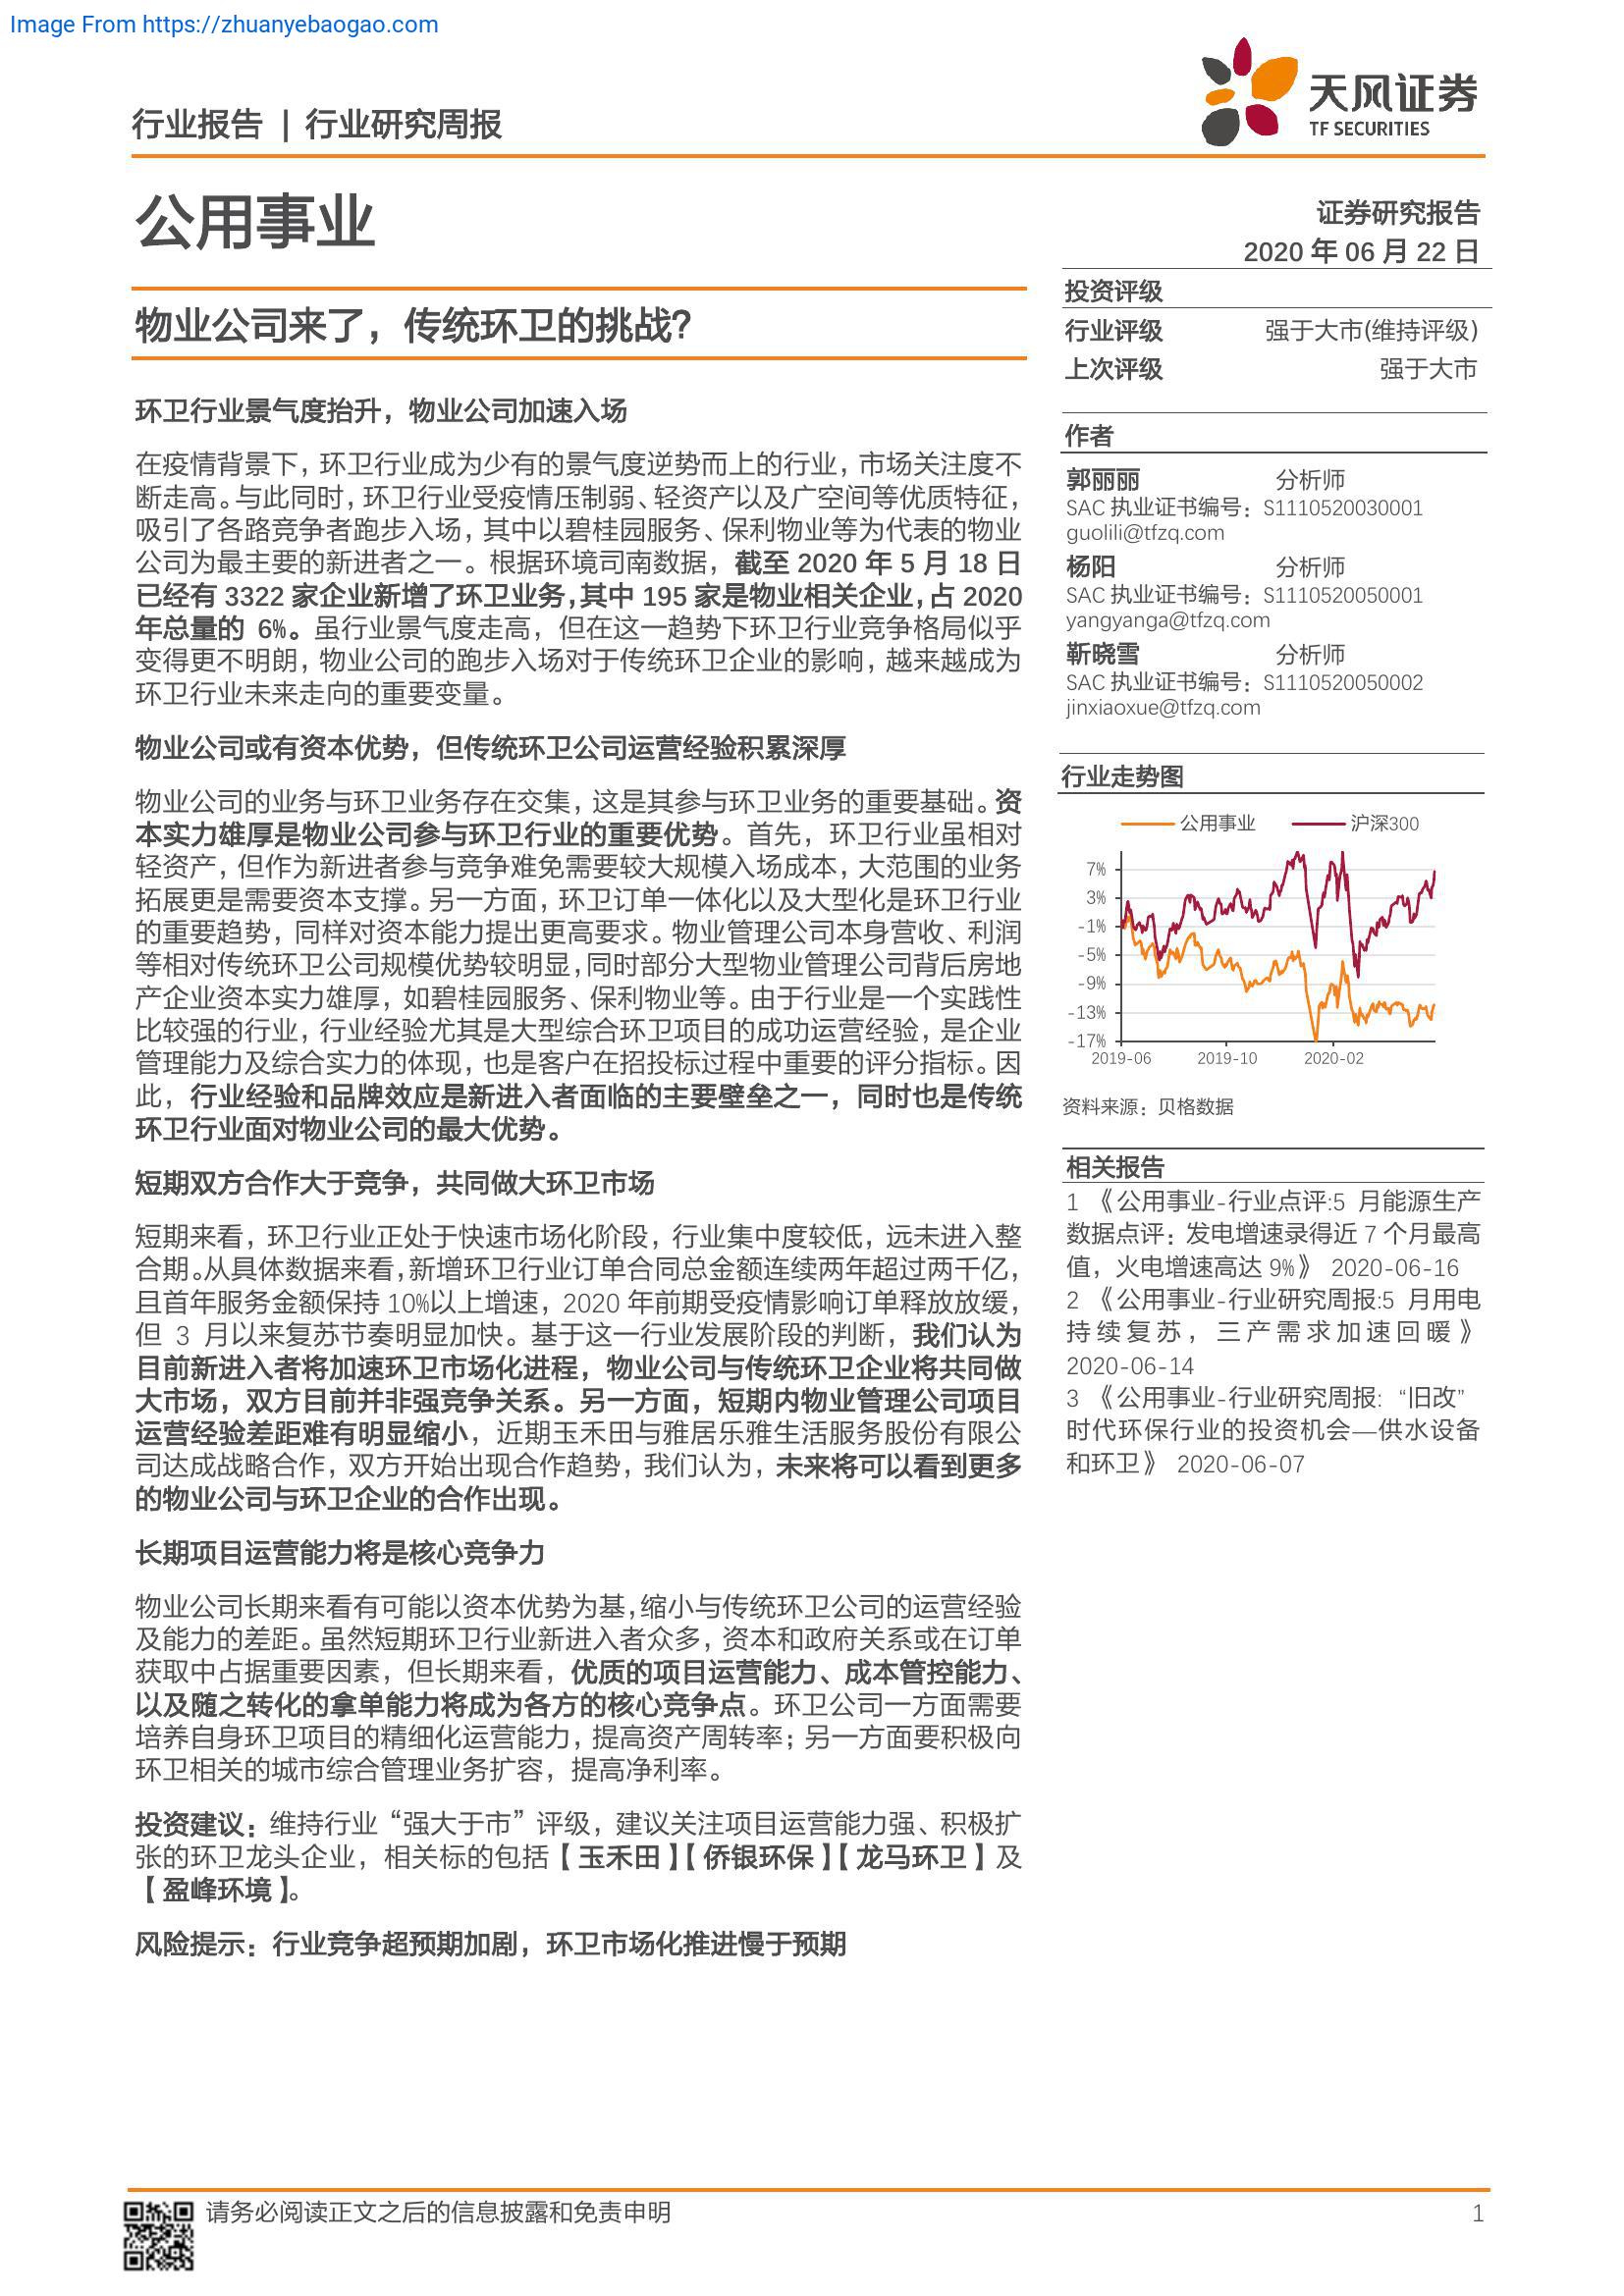 Image From https://zhuanyebaogao.com
行业报告 | 行业研究周报
天风证券
TF SECURITIES
公用事业
证券研究报告
2020 年 06 月 22 日
物业公司来了，传统环卫的挑战？
环卫行业景气度抬升，物业公司加速入场
在疫情背景下，环卫行业成为少有的景气度逆势而上的行业，市场关注度不
断走高。与此同时，环卫行业受疫情压制弱、轻资产以及广空间等优质特征，
吸引了各路竞争者跑步入场，其中以碧桂园服务、保利物业等为代表的物业
公司为最主要的新进者之一。根据环境司南数据，截至 2020 年 5 月 18 日
已经有 3322 家企业新增了环卫业务，其中 195 家是物业相关企业，占 2020
年总量的 6%。虽行业景气度走高，但在这一趋势下环卫行业竞争格局似乎
变得更不明朗，物业公司的跑步入场对于传统环卫企业的影响，越来越成为
环卫行业未来走向的重要变量。
物业公司或有资本优势，但传统环卫公司运营经验积累深厚
物业公司的业务与环卫业务存在交集，这是其参与环卫业务的重要基础。资
本实力雄厚是物业公司参与环卫行业的重要优势。首先，环卫行业虽相对
轻资产，但作为新进者参与竞争难免需要较大规模入场成本，大范围的业务
拓展更是需要资本支撑。另一方面，环卫订单一体化以及大型化是环卫行业
的重要趋势，同样对资本能力提出更高要求。物业管理公司本身营收、利润
等相对传统环卫公司规模优势较明显，同时部分大型物业管理公司背后房地
产企业资本实力雄厚，如碧桂园服务、保利物业等。由于行业是一个实践性
比较强的行业，行业经验尤其是大型综合环卫项目的成功运营经验，是企业
管理能力及综合实力的体现，也是客户在招投标过程中重要的评分指标。因
此，行业经验和品牌效应是新进入者面临的主要壁垒之一，同时也是传统
环卫行业面对物业公司的最大优势。
短期双方合作大于竞争，共同做大环卫市场
短期来看，环卫行业正处于快速市场化阶段，行业集中度较低，远未进入整
合期。从具体数据来看，新增环卫行业订单合同总金额连续两年超过两千亿，
且首年服务金额保持 10%以上增速，2020 年前期受疫情影响订单释放放缓，
但 3 月以来复苏节奏明显加快。基于这一行业发展阶段的判断，我们认为
目前新进入者将加速环卫市场化进程，物业公司与传统环卫企业将共同做
大市场，双方目前并非强竞争关系。另一方面，短期内物业管理公司项目
运营经验差距难有明显缩小，近期玉禾田与雅居乐雅生活服务股份有限公
司达成战略合作，双方开始出现合作趋势，我们认为，未来将可以看到更多
的物业公司与环卫企业的合作出现。
长期项目运营能力将是核心竞争力
物业公司长期来看有可能以资本优势为基，缩小与传统环卫公司的运营经验
及能力的差距。虽然短期环卫行业新进入者众多，资本和政府关系或在订单
获取中占据重要因素，但长期来看，优质的项目运营能力、成本管控能力、
以及随之转化的拿单能力将成为各方的核心竞争点。环卫公司一方面需要
培养自身环卫项目的精细化运营能力，提高资产周转率；另一方面要积极向
环卫相关的城市综合管理业务扩容，提高净利率。
投资建议：维持行业“强大于市”评级，建议关注项目运营能力强、积极扩
张的环卫龙头企业，相关标的包括【玉禾田】【侨银环保】【龙马环卫】及
【盈峰环境】。
风险提示：行业竞争超预期加剧，环卫市场化推进慢于预期
投资评级
行业评级 强于大市(维持评级)
上次评级 强于大市
作者
郭丽丽 分析师
SAC 执业证书编号：S1110520030001
guolili@tfzq.com
杨阳 分析师
SAC 执业证书编号：S1110520050001
yangyanga@tfzq.com
靳晓雪 分析师
SAC 执业证书编号：S1110520050002
jinxiaoxue@tfzq.com
行业走势图
公用事业 沪深300
7%
3%
-1%
-5%
-9%
-13%
-17%
2019-06 2019-10 2020-02
资料来源：贝格数据
相关报告
1 《公用事业-行业点评:5 月能源生产
数据点评：发电增速录得近 7 个月最高
值，火电增速高达 9%》 2020-06-16
2 《公用事业-行业研究周报:5 月用电
持续复苏，三产需求加速回暖》
2020-06-14
3 《公用事业-行业研究周报：“旧改”
时代环保行业的投资机会—供水设备
和环卫》 2020-06-07
请务必阅读正文之后的信息披露和免责申明
1